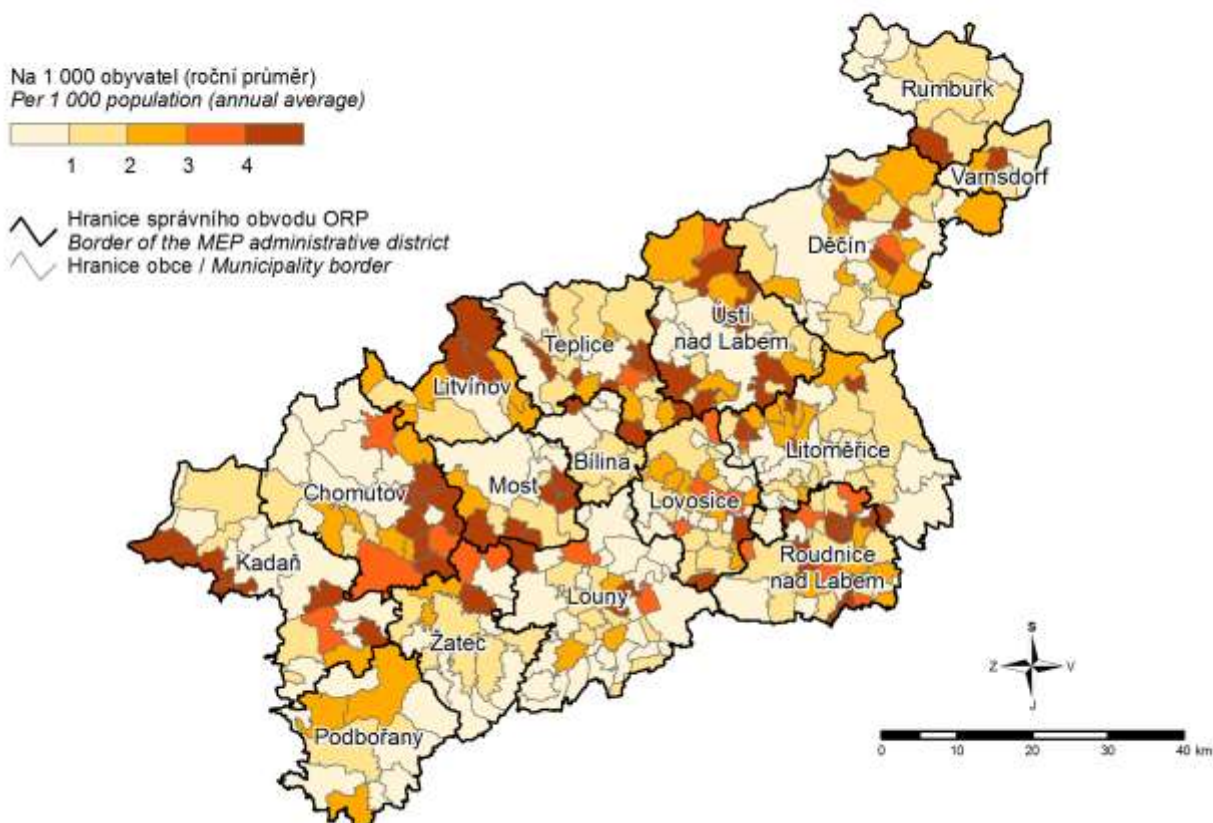 Na 1 000 obyvatel (roční průměr)
Per 1 000 population (annual average)
1 2 3 4
Hranice správního obvodu ORP
Border of the MEP administrative district
Hranice obce / Municipality border
Rumburk
Varnsdorf
Děčín
Ústí
nad Labem
Teplice
Litvínov
Litoměřice
Bílina
Most
Chomutov
Lovosice
Kadaň
Roudnice
nad Labem
Louny
Žatec
Podbořany
S
Z V
J
0 10 20 30 40 km